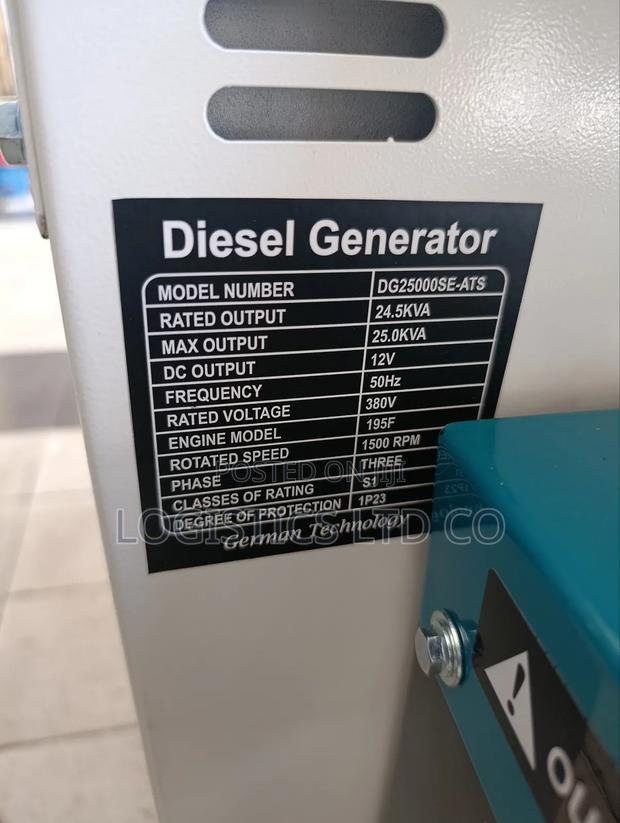 Diesel Generator
MODEL NUMBER DG25000SE-ATS
RATED OUTPUT 24.5KVA
MAX OUTPUT 25.0KVA
DC OUTPUT 12V
FREQUENCY 50Hz
RATED VOLTAGE 380V
ENGINE MODEL 195F
ROTATED SPEED 1500 RPM
PHASE THREE
CLASSES OF RATING S1
DEGREE OF PROTECTION 1P23
German Technology
POSTED ON JIJI
LOGISTICS LTD CO